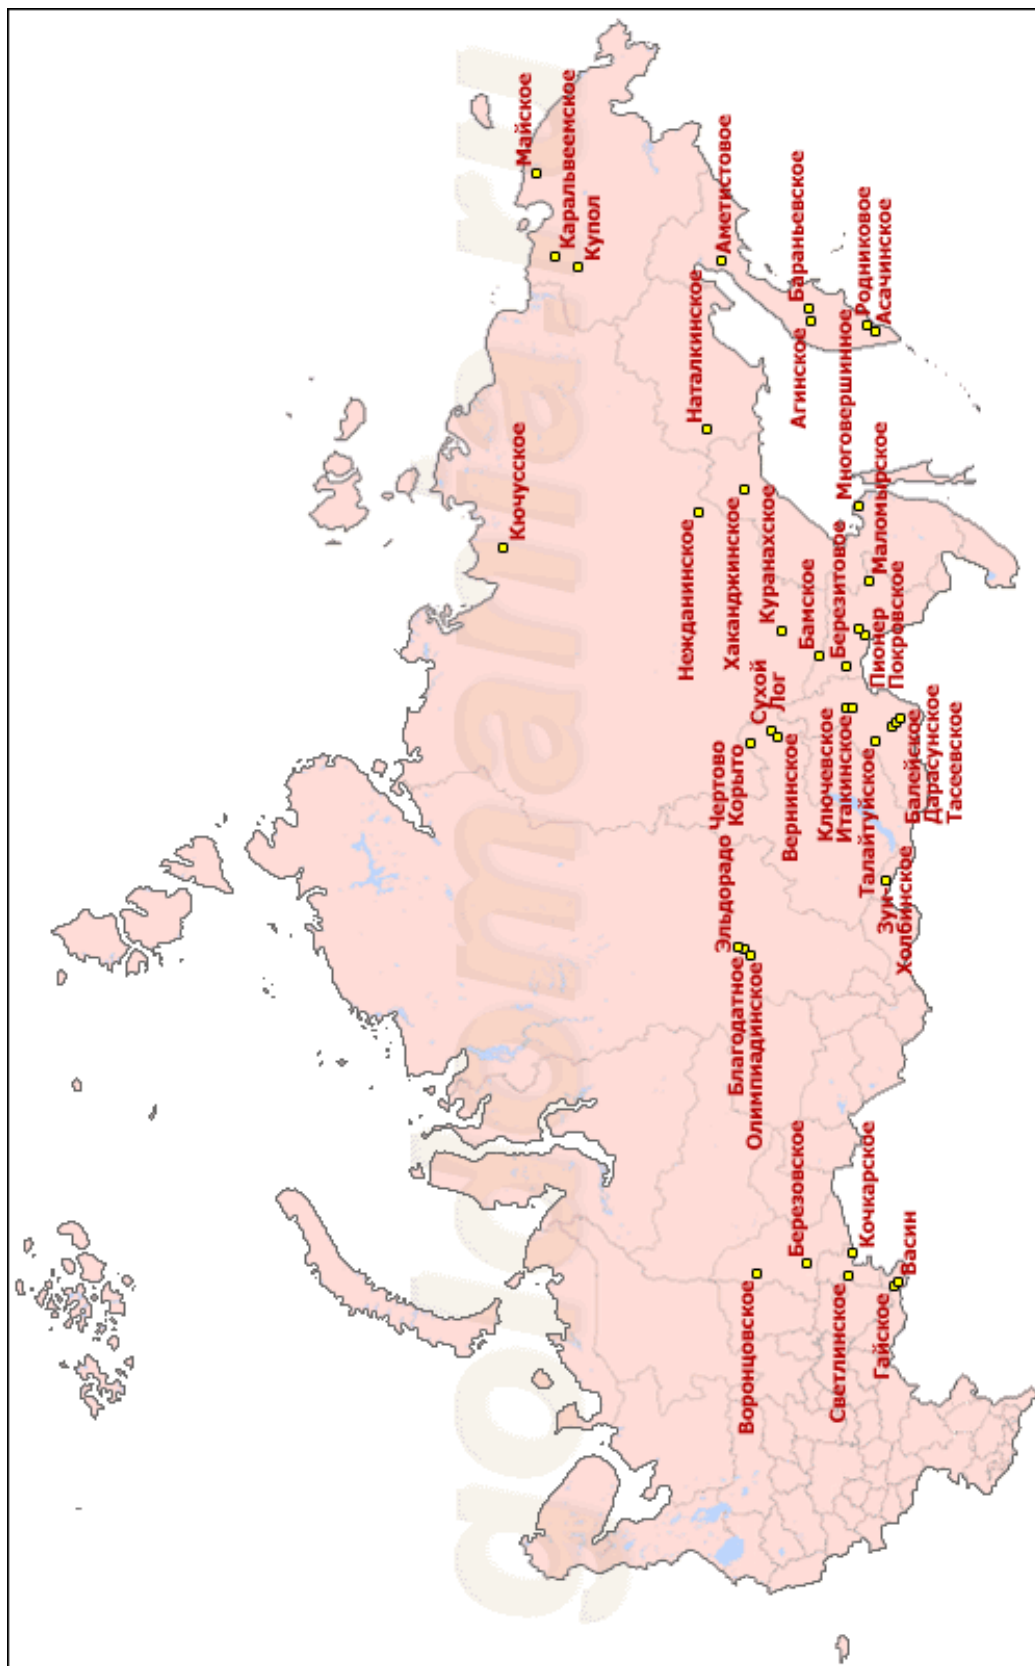 Майское
Каральвеемское
Купол
Кючусское
Аметистовое
Наталкинское
Бараньевское
Агинское
Родниковое
Асачинское
Многовершинное
Маломырское
Нежданинское
Хаканджинское
Куранахское
Бамское
Березитовое
Пионер
Покровское
Сухой
Лог
Чертово
Корыто
Вернинское
Ключевское
Итакинское
Талайтуйское
Балейское
Дарасунское
Тасеевское
Зун-
Холбинское
Эльдорадо
Благодатное
Олимпиадинское
Воронцовское
Березовское
Светлинское
Кочкарское
Гайское
Васин
goldomania.ru